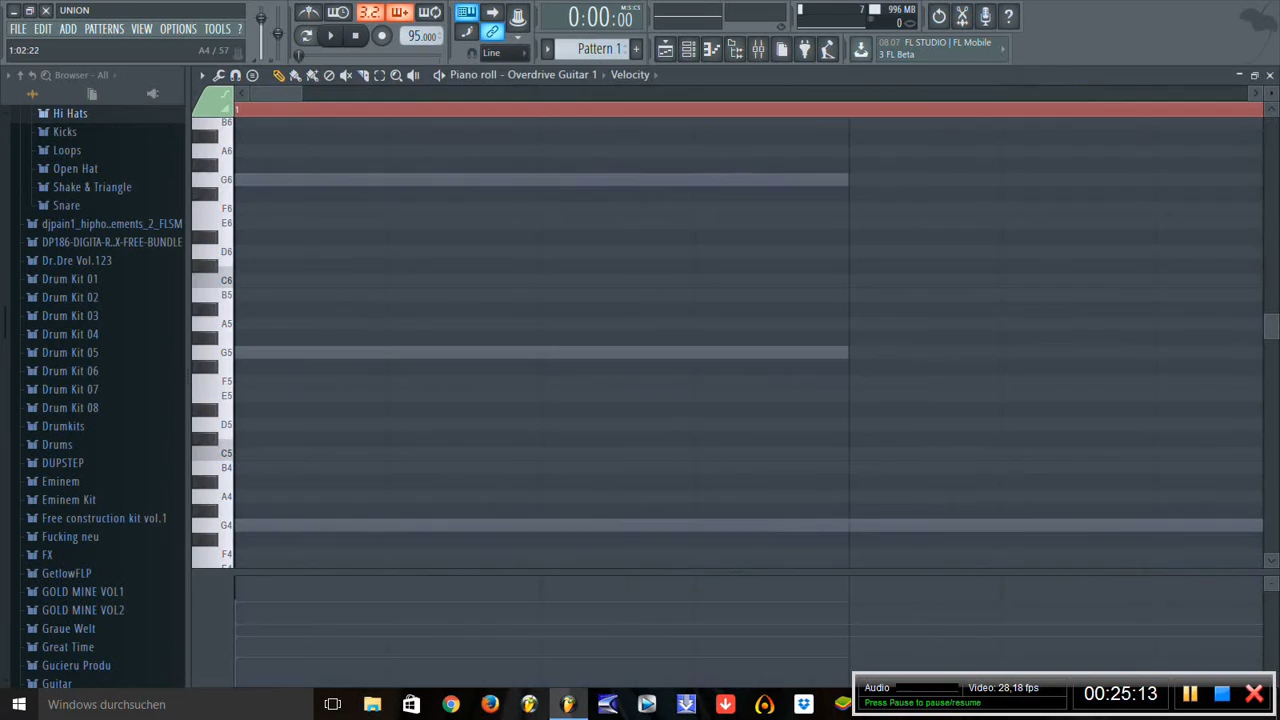 UNION
FILE EDIT ADD PATTERNS VIEW OPTIONS TOOLS ?
1:02:22 A4 / 57
3.2
95.000
Line
0:00:00 M:S:CS
Pattern 1
7 996 MB
0
08.07 FL STUDIO | FL Mobile
3 FL Beta
Browser - All
Piano roll - Overdrive Guitar 1 Velocity
1
Hi Hats
Kicks
Loops
Open Hat
Shake & Triangle
Snare
djpain1_hipho..ements_2_FLSM
DP186-DIGITA-R..X-FREE-BUNDLE
Dr.Dre Vol.123
Drum Kit 01
Drum Kit 02
Drum Kit 03
Drum Kit 04
Drum Kit 05
Drum Kit 06
Drum Kit 07
Drum Kit 08
Drumkits
Drums
DUPSTEP
Eminem
Eminem Kit
Free construction kit vol.1
Fucking neu
FX
GetlowFLP
GOLD MINE VOL1
GOLD MINE VOL2
Graue Welt
Great Time
Gucieru Produ
Guitar
B6
A6
G6
F6
E6
D6
C6
B5
A5
G5
F5
E5
D5
C5
B4
A4
G4
F4
Audio Video: 28,18 fps
Press Pause to pause/resume
00:25:13
Windows durchsuchen